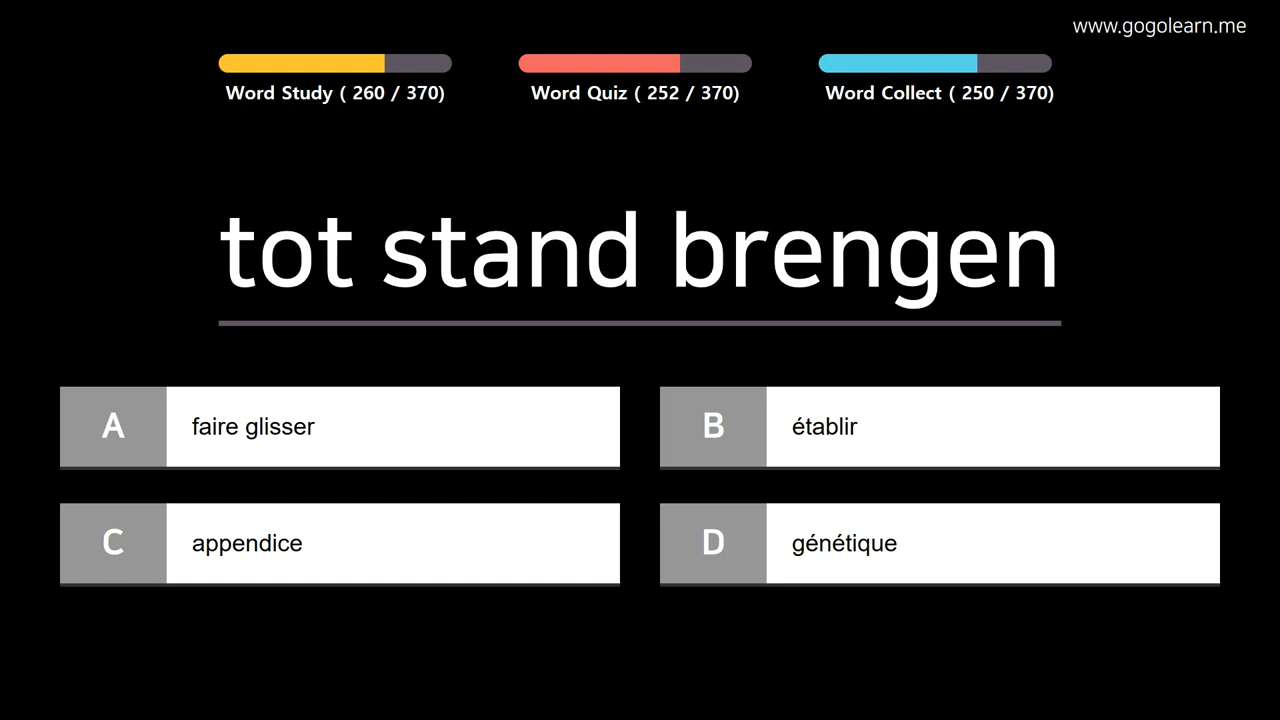 www.gogolearn.me
Word Study ( 260 / 370)
Word Quiz ( 252 / 370)
Word Collect ( 250 / 370)
tot stand brengen
A faire glisser
B établir
C appendice
D génétique